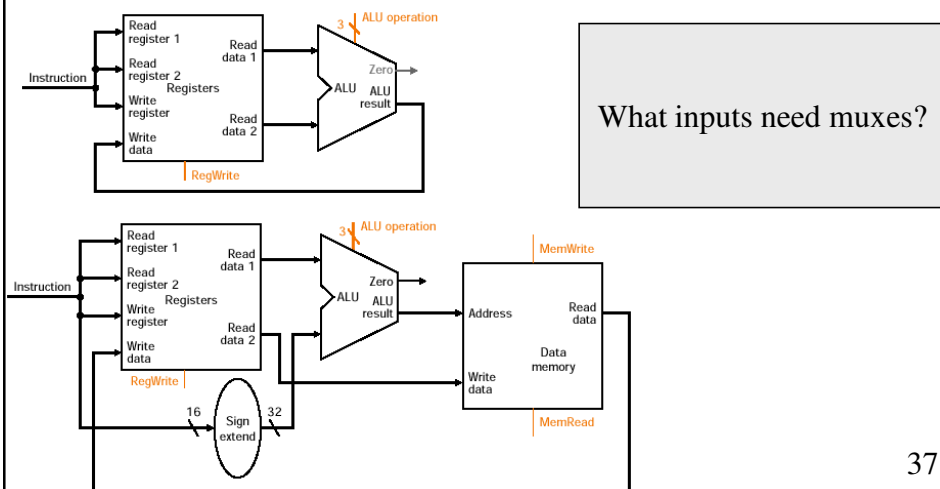 3
ALU operation
Read
register 1
Read
register 2
Registers
Write
register
Write
data
Read
data 1
Read
data 2
Instruction
RegWrite
Zero
ALU
ALU
result
What inputs need muxes?
3
ALU operation
Read
register 1
Read
register 2
Registers
Write
register
Write
data
Read
data 1
Read
data 2
Instruction
RegWrite
16
Sign
extend
32
Zero
ALU
ALU
result
MemWrite
Address
Read
data
Data
memory
Write
data
MemRead
37